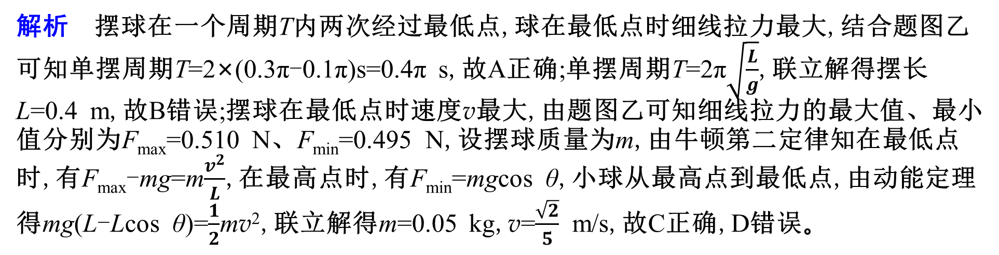 解析 摆球在一个周期T内两次经过最低点,球在最低点时细线拉力最大,结合题图乙
可知单摆周期T=2×(0.3π−0.1π)s=0.4π s,故A正确;单摆周期T=2π√(L/g),联立解得摆长
L=0.4 m,故B错误;摆球在最低点时速度v最大,由题图乙可知细线拉力的最大值、最小
值分别为F_max=0.510 N、F_min=0.495 N,设摆球质量为m,由牛顿第二定律知在最低点
时,有F_max−mg=m v²/L,在最高点时,有F_min=mgcos θ,小球从最高点到最低点,由动能定理
得mg(L−Lcos θ)=1/2 mv²,联立解得m=0.05 kg,v=√2/5 m/s,故C正确,D错误。